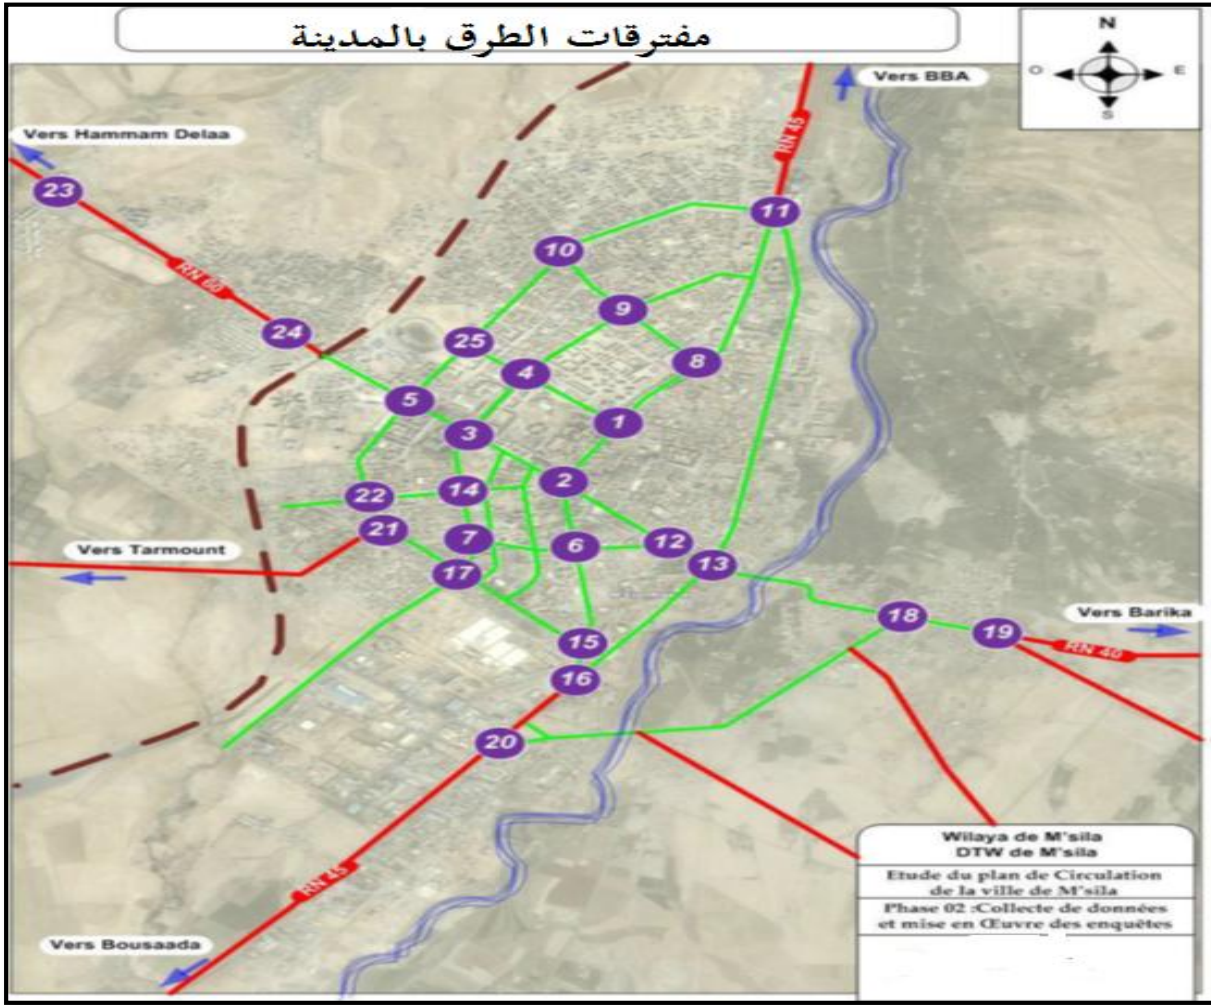 مفترقات الطرق بالمدينة
N
O
E
S
Vers BBA
Vers Hammam Delaa
RN 45
23
11
10
RN 60
9
24
25
8
4
5
1
3
2
14
22
21
7
6
12
Vers Tarmount
13
17
Vers Barika
18
19
15
RN 40
16
20
Wilaya de M'sila
DTW de M'sila
Etude du plan de Circulation
de la ville de M'sila
RN 45
Phase 02 :Collecte de données
et mise en Œuvre des enquêtes
Vers Bousaada